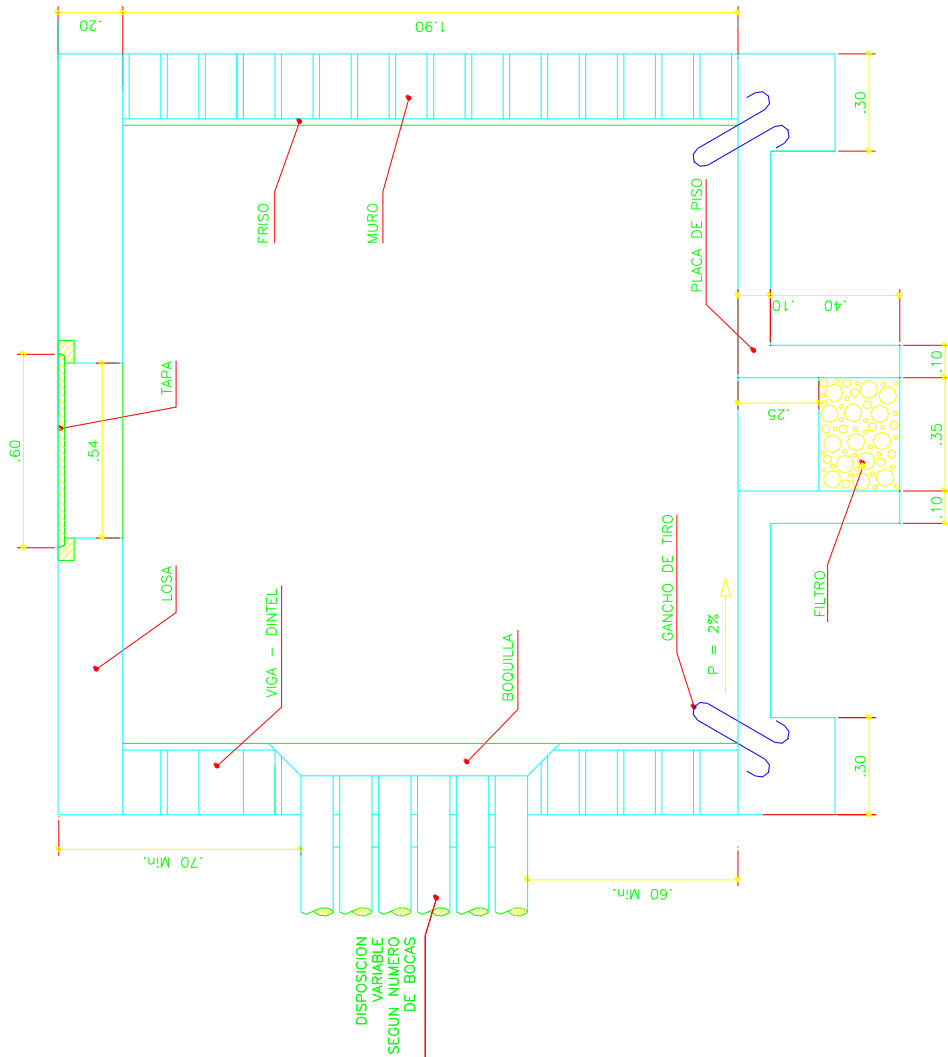 .20
1.90
.30
FRISO
MURO
PLACA DE PISO
.10
.40
.10
.35
.10
.25
.60
.54
TAPA
LOSA
VIGA - DINTEL
BOQUILLA
GANCHO DE TIRO
P = 2%
FILTRO
.30
.70 Min.
.60 Min.
DISPOSICION
VARIABLE
SEGUN NUMERO
DE BOCAS